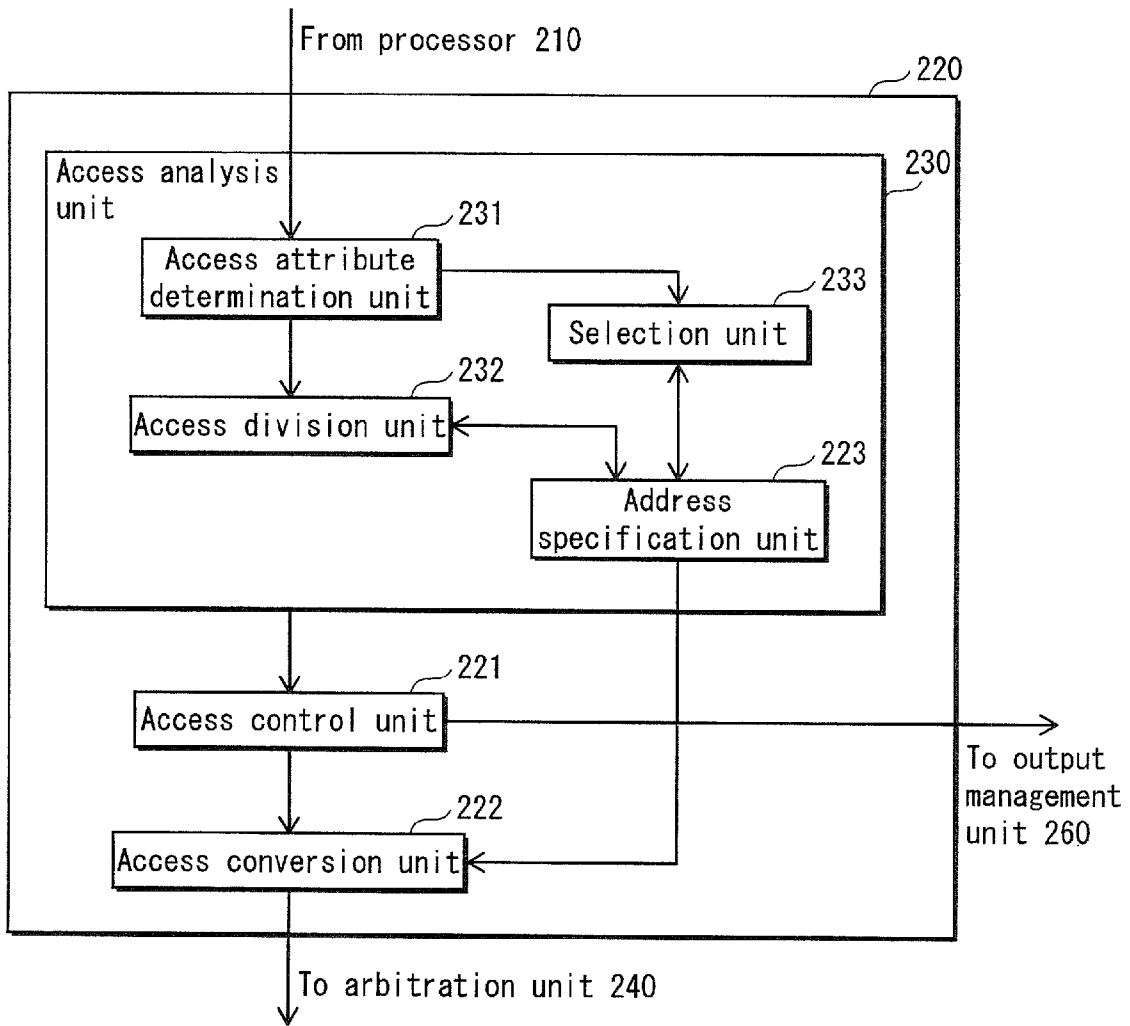 From processor 210
220
Access analysis
unit
230
231
Access attribute
determination unit
233
Selection unit
232
Access division unit
223
Address
specification unit
221
Access control unit
To output
management
unit 260
222
Access conversion unit
To arbitration unit 240